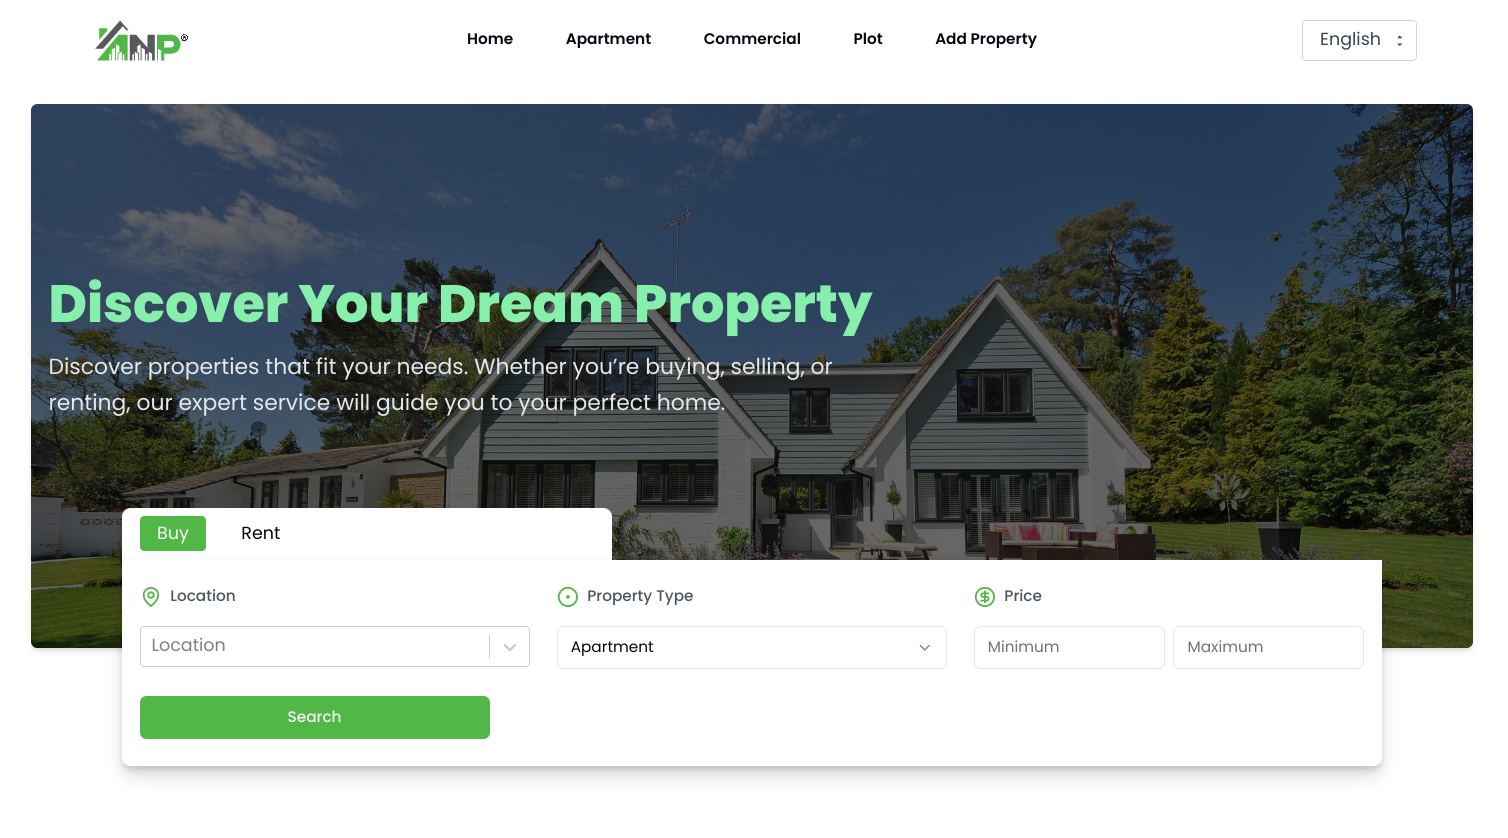 ANP®
Home Apartment Commercial Plot Add Property
English
Discover Your Dream Property
Discover properties that fit your needs. Whether you’re buying, selling, or
renting, our expert service will guide you to your perfect home.
Buy Rent
Location Property Type Price
Location Apartment Minimum Maximum
Search